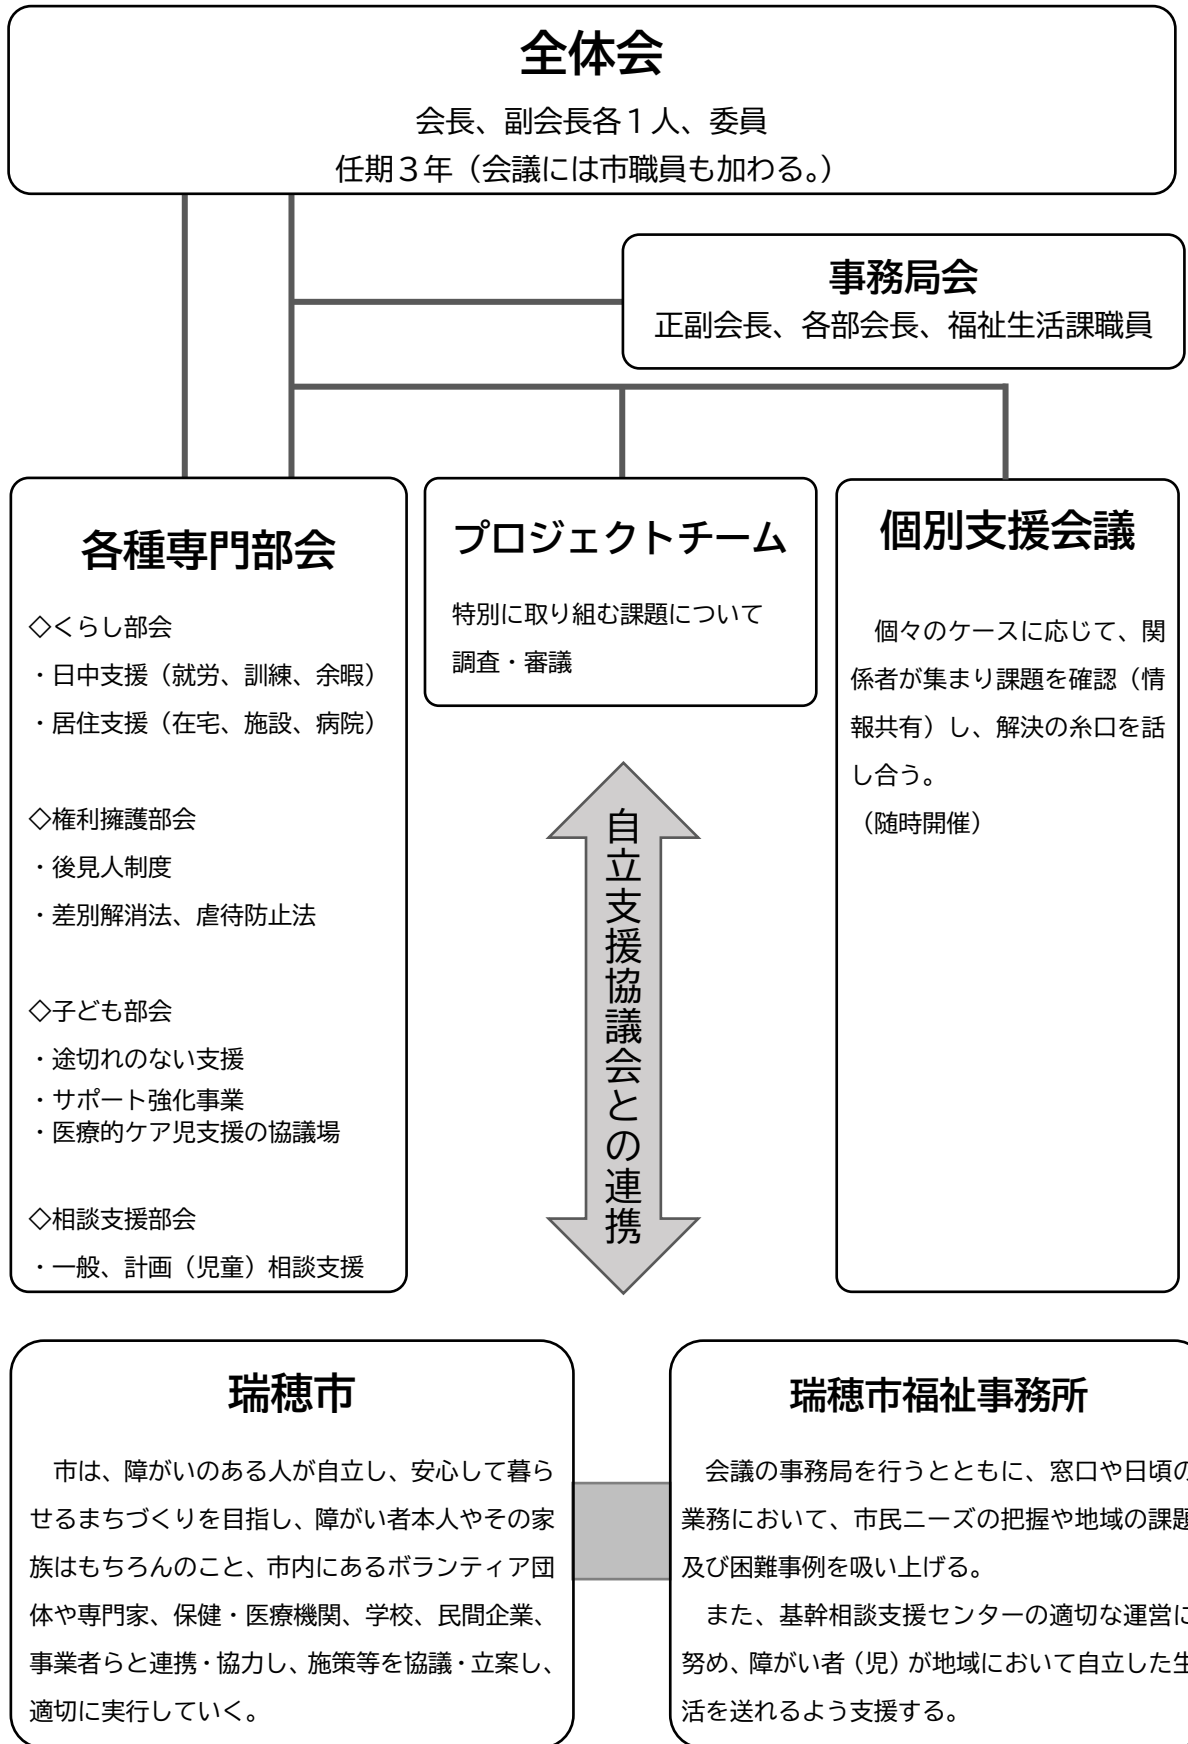 全体会
会長、副会長各１人、委員
任期３年（会議には市職員も加わる。）
事務局会
正副会長、各部会長、福祉生活課職員
各種専門部会
◇くらし部会
・日中支援（就労、訓練、余暇）
・居住支援（在宅、施設、病院）
◇権利擁護部会
・後見人制度
・差別解消法、虐待防止法
◇子ども部会
・途切れのない支援
・サポート強化事業
・医療的ケア児支援の協議場
◇相談支援部会
・一般、計画（児童）相談支援
プロジェクトチーム
特別に取り組む課題について
調査・審議
個別支援会議
個々のケースに応じて、関
係者が集まり課題を確認（情
報共有）し、解決の糸口を話
し合う。
（随時開催）
自立支援協議会との連携
瑞穂市
市は、障がいのある人が自立し、安心して暮ら
せるまちづくりを目指し、障がい者本人やその家
族はもちろんのこと、市内にあるボランティア団
体や専門家、保健・医療機関、学校、民間企業、
事業者らと連携・協力し、施策等を協議・立案し、
適切に実行していく。
瑞穂市福祉事務所
会議の事務局を行うとともに、窓口や日頃の
業務において、市民ニーズの把握や地域の課題
及び困難事例を吸い上げる。
また、基幹相談支援センターの適切な運営に
努め、障がい者（児）が地域において自立した生
活を送れるよう支援する。